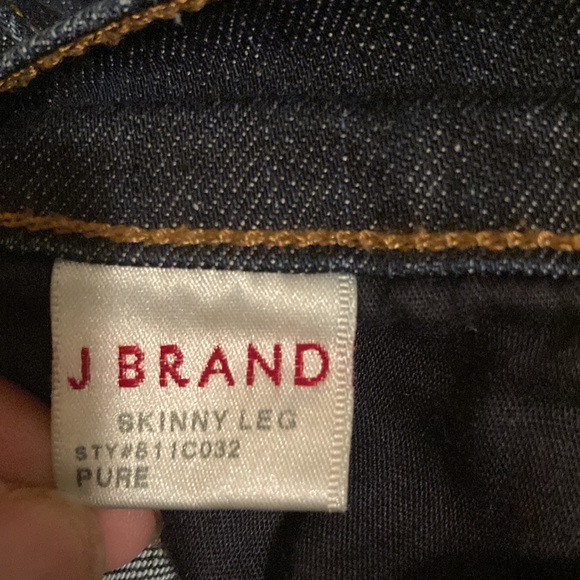 J BRAND
SKINNY LEG
STY#811C032
PURE